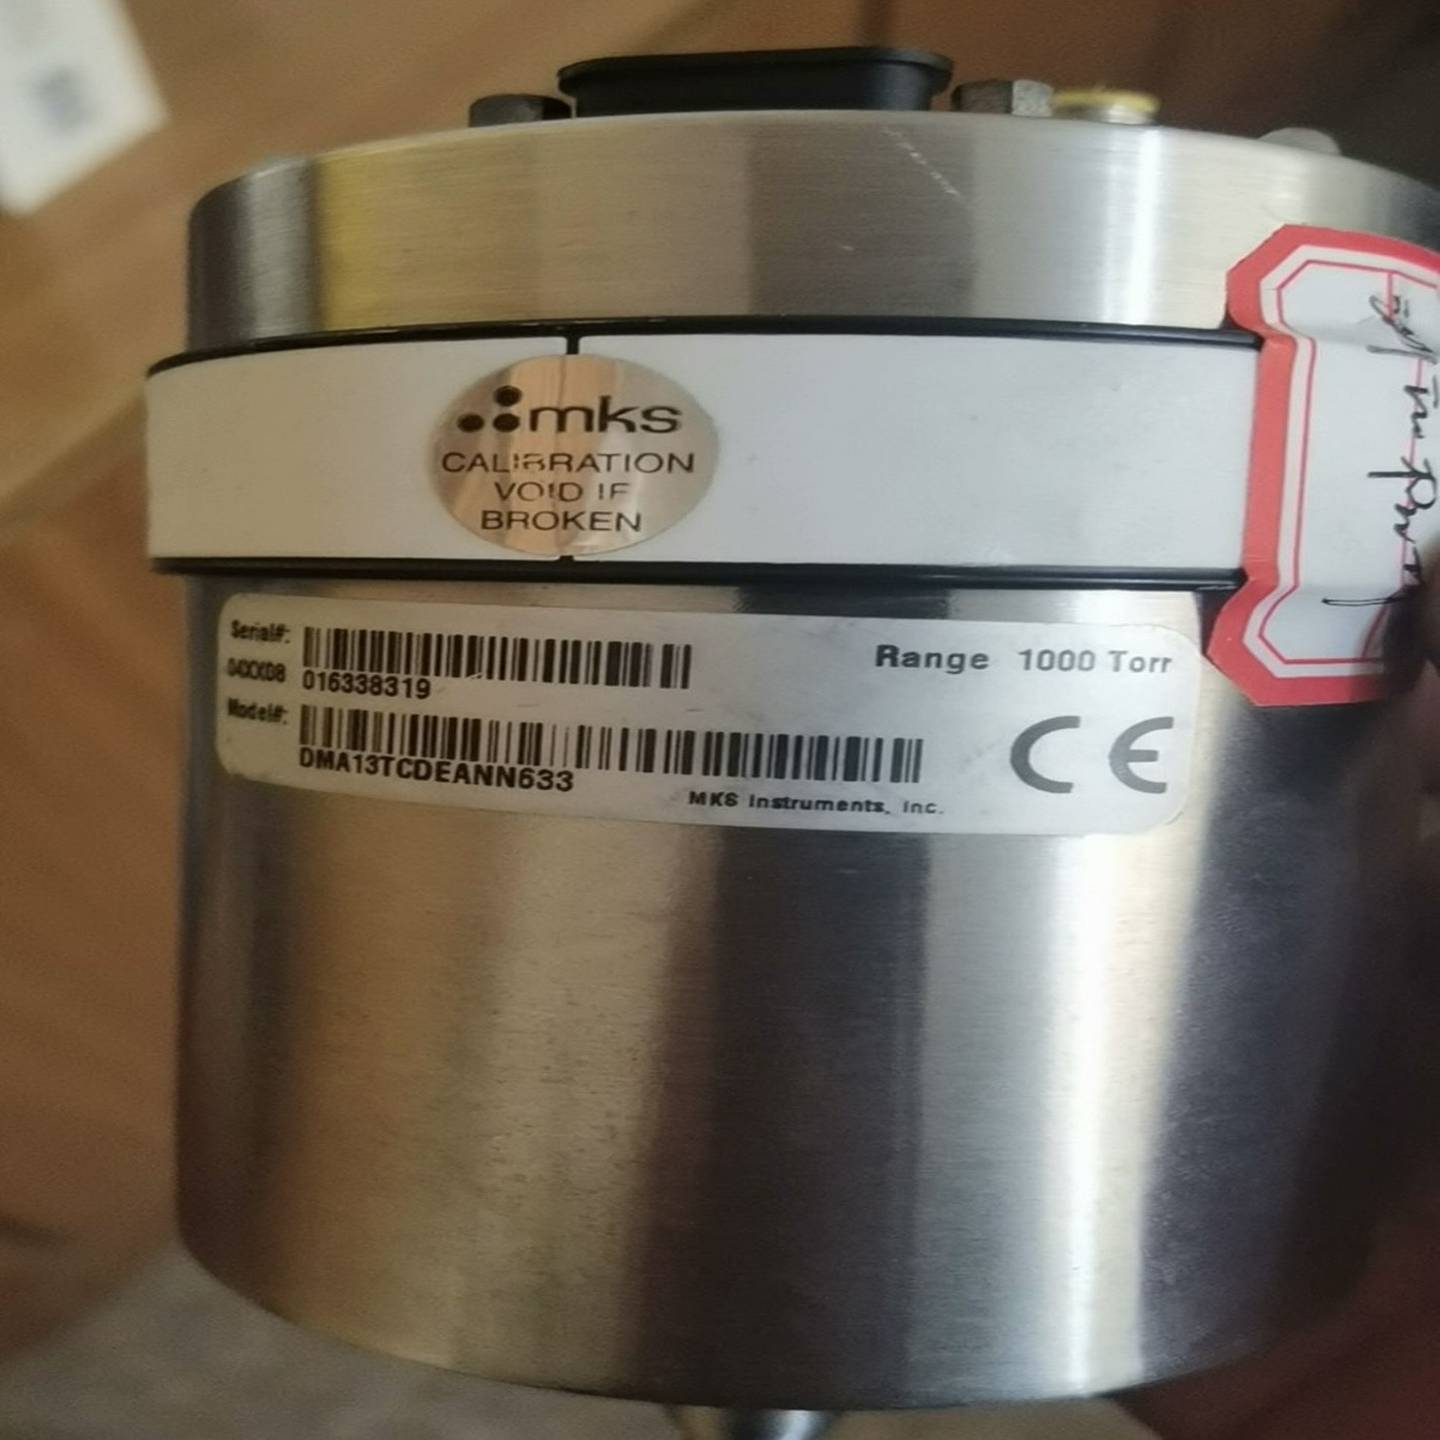 mks
CALIBRATION
VOID IF
BROKEN
Serial#:
016338319
Range 1000 Torr
Model#:
DMA13TCDEANN633
CE
MKS Instruments, Inc.